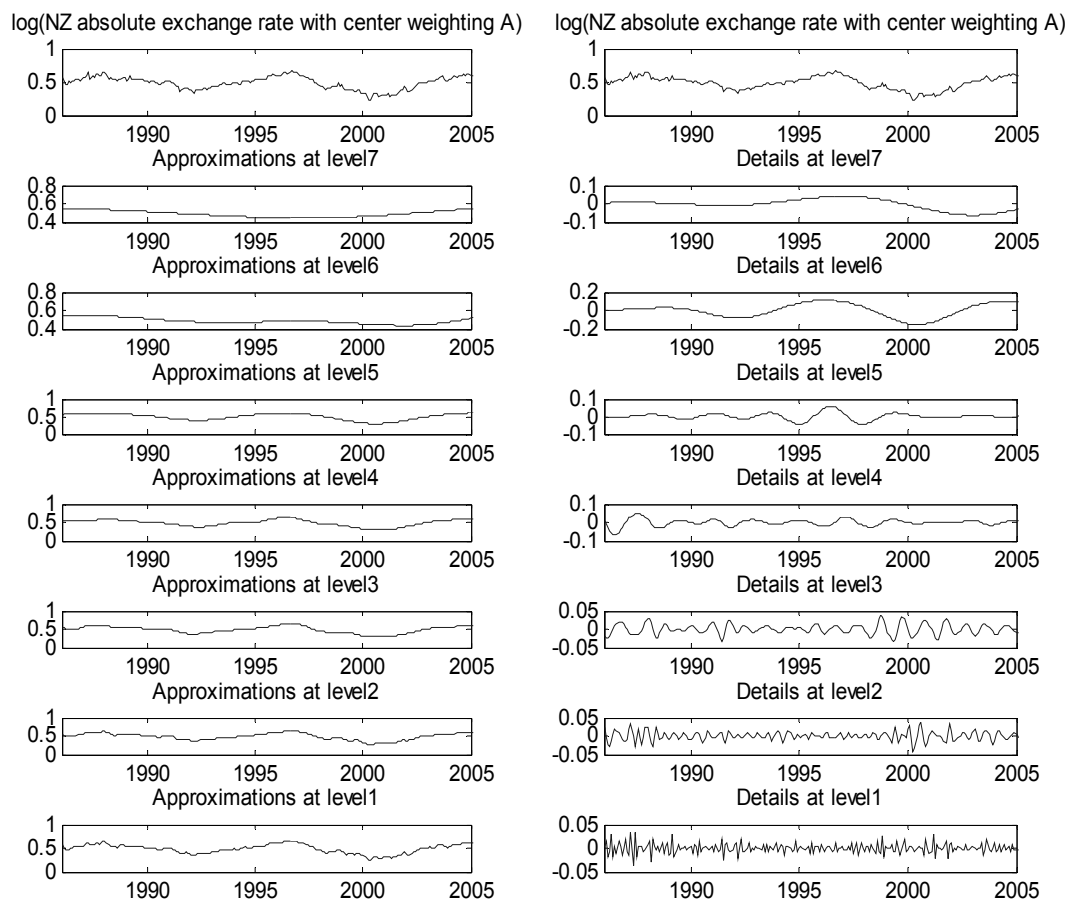 log(NZ absolute exchange rate with center weighting A)
1
0.5
0
1990 1995 2000 2005
Approximations at level7
0.8
0.6
0.4
1990 1995 2000 2005
Approximations at level6
0.8
0.6
0.4
1990 1995 2000 2005
Approximations at level5
1
0.5
0
1990 1995 2000 2005
Approximations at level4
1
0.5
0
1990 1995 2000 2005
Approximations at level3
1
0.5
0
1990 1995 2000 2005
Approximations at level2
1
0.5
0
1990 1995 2000 2005
Approximations at level1
1
0.5
0
1990 1995 2000 2005
log(NZ absolute exchange rate with center weighting A)
1
0.5
0
1990 1995 2000 2005
Details at level7
0.1
0
-0.1
1990 1995 2000 2005
Details at level6
0.2
0
-0.2
1990 1995 2000 2005
Details at level5
0.1
0
-0.1
1990 1995 2000 2005
Details at level4
0.1
0
-0.1
1990 1995 2000 2005
Details at level3
0.05
0
-0.05
1990 1995 2000 2005
Details at level2
0.05
0
-0.05
1990 1995 2000 2005
Details at level1
0.05
0
-0.05
1990 1995 2000 2005